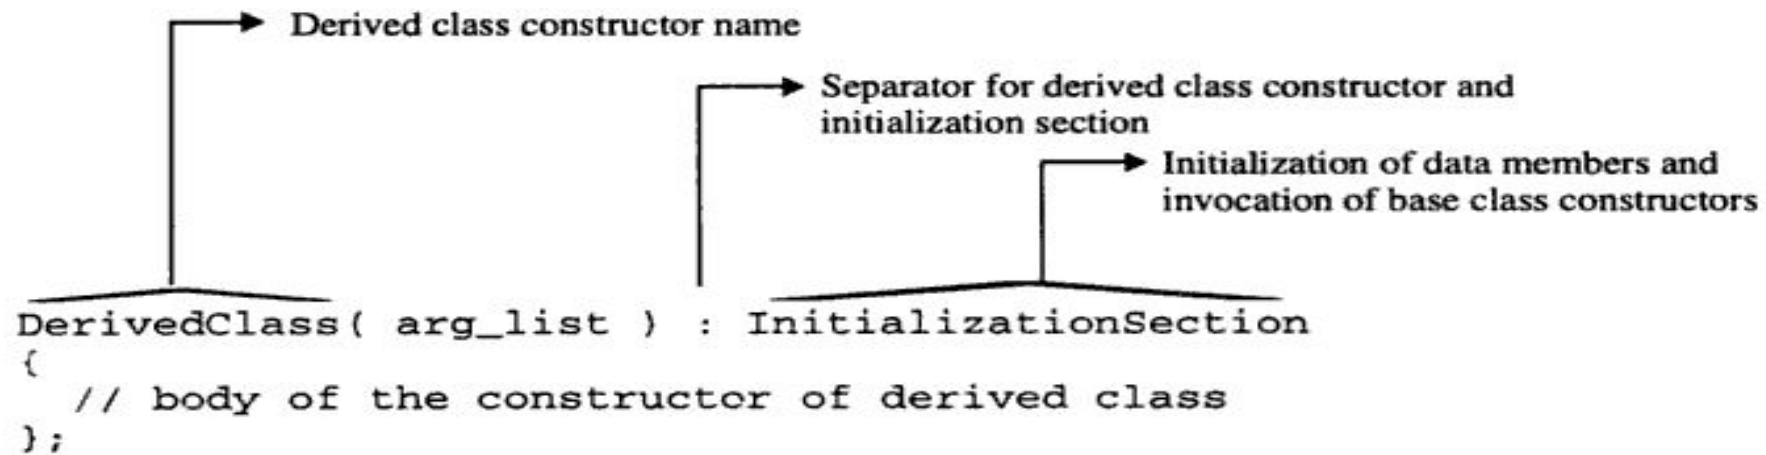 Derived class constructor name
Separator for derived class constructor and
initialization section
Initialization of data members and
invocation of base class constructors
DerivedClass( arg_list ) : InitializationSection
{
// body of the constructor of derived class
};